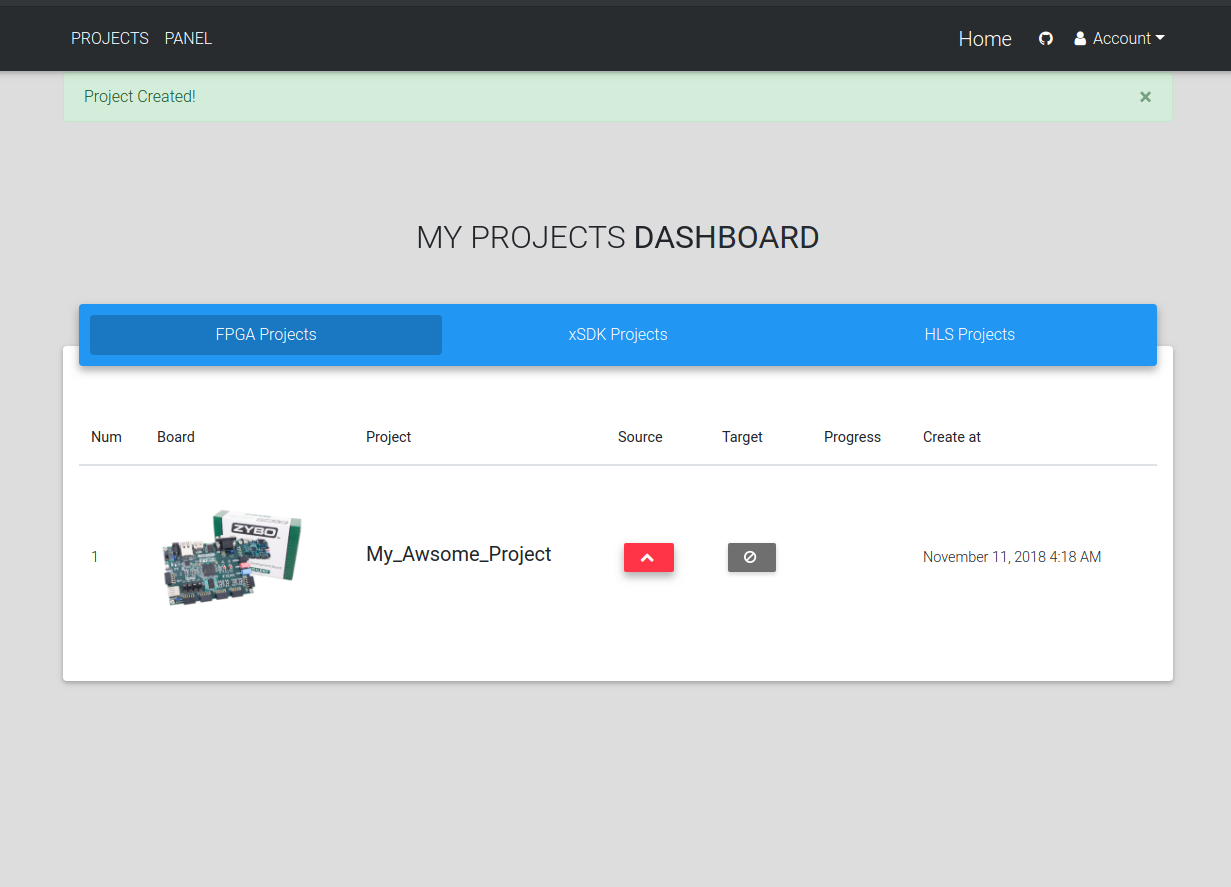 PROJECTS PANEL Home Account
Project Created! ×
MY PROJECTS DASHBOARD
FPGA Projects xSDK Projects HLS Projects
Num Board Project Source Target Progress Create at
ZYBO
1 My_Awsome_Project November 11, 2018 4:18 AM